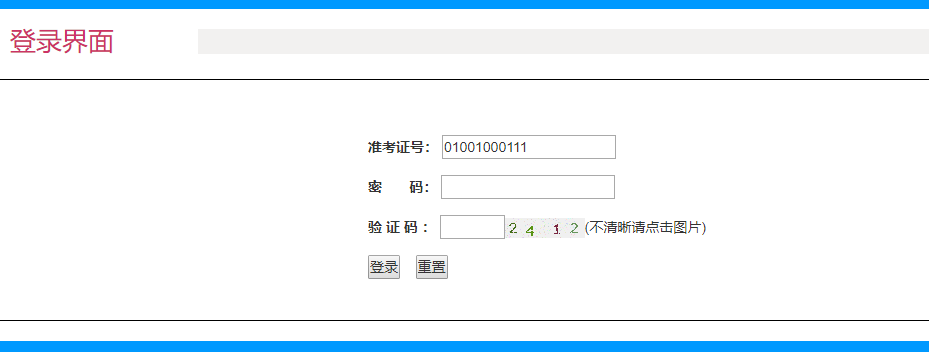 登录界面
准考证号： 01001000111
密 码：
验 证 码 ： 2 4 1 2 (不清晰请点击图片)
登录 重置